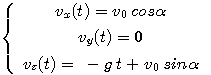 v_x(t) = v_0 cosα
v_y(t) = 0
v_z(t) = − g t + v_0 sinα